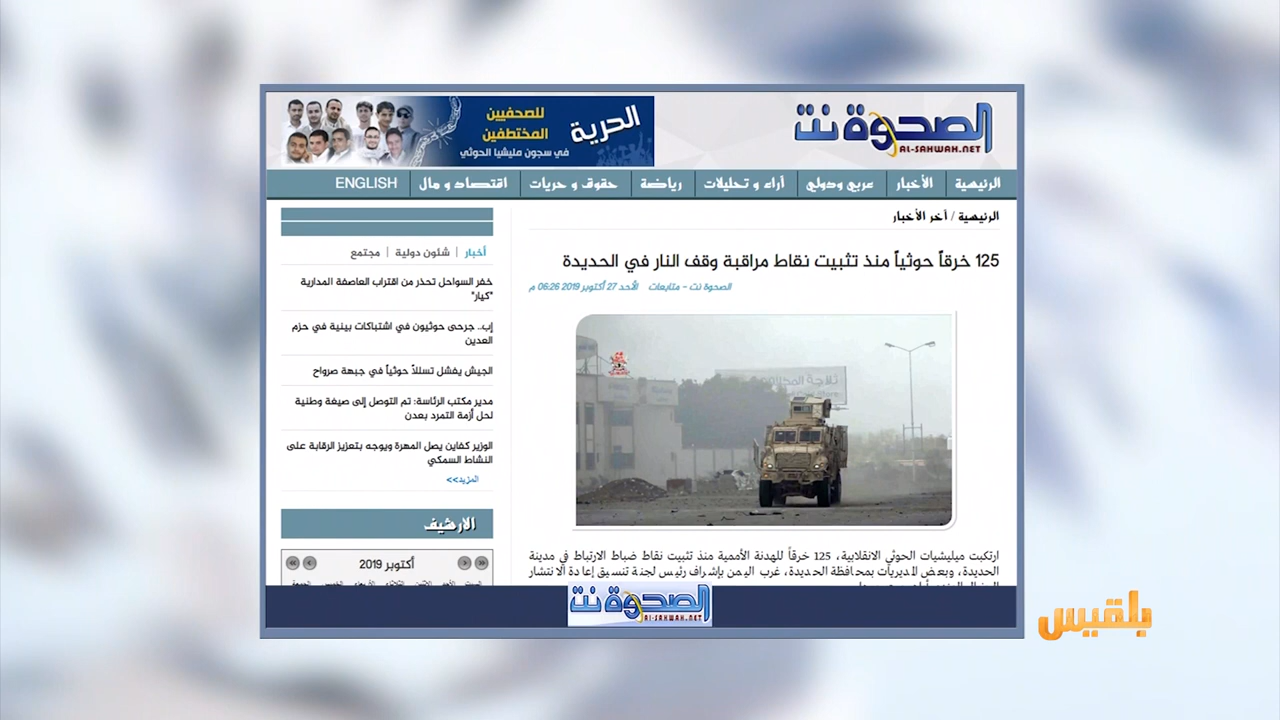 الصحوة نت
AL-SAHWAH.NET
الحرية
للصحفيين
المختطفين
في سجون مليشيا الحوثي
الرئيسية
الأخبار
عربي ودولي
آراء و تحليلات
رياضة
حقوق و حريات
اقتصاد و مال
ENGLISH
الرئيسية / آخر الأخبار
125 خرقاً حوثياً منذ تثبيت نقاط مراقبة وقف النار في الحديدة
الصحوة نت - متابعات الأحد 27 أكتوبر 2019 06:26 م
ارتكبت ميليشيات الحوثي الانقلابية، 125 خرقاً للهدنة الأممية منذ تثبيت نقاط ضباط الارتباط في مدينة
الحديدة، وبعض المديريات بمحافظة الحديدة، غرب اليمن بإشراف رئيس لجنة تنسيق إعادة الانتشار
أخبار | شئون دولية | مجتمع
خفر السواحل تحذر من اقتراب العاصفة المدارية
"كيار"
إب.. جرحى حوثيون في اشتباكات بينية في حزم
العدين
الجيش يفشل تسللاً حوثياً في جبهة صرواح
مدير مكتب الرئاسة: تم التوصل إلى صيغة وطنية
لحل أزمة التمرد بعدن
الوزير كفاين يصل المهرة ويوجه بتعزيز الرقابة على
النشاط السمكي
المزيد>>
الارشيف
أكتوبر 2019
الصحوة نت
AL-SAHWAH.NET
بلقيس